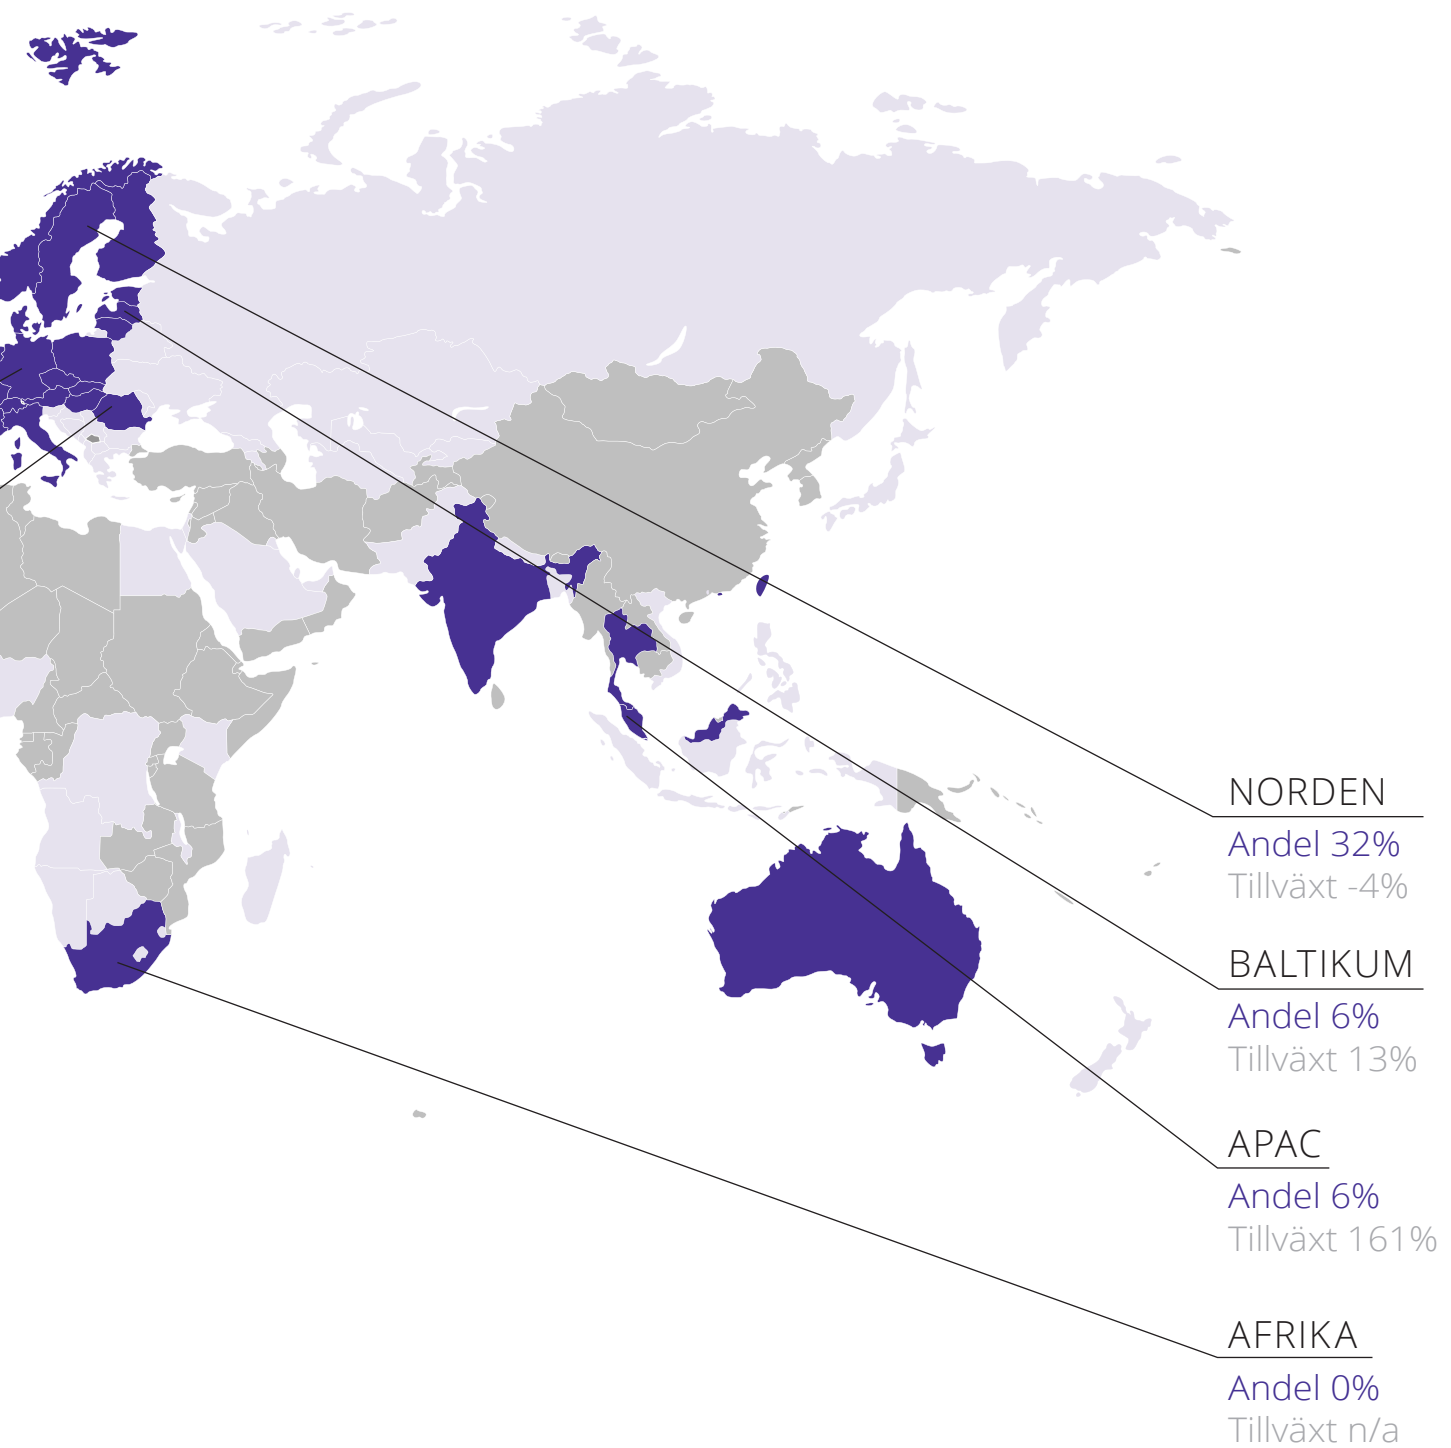 NORDEN
Andel 32%
Tillväxt -4%
BALTIKUM
Andel 6%
Tillväxt 13%
APAC
Andel 6%
Tillväxt 161%
AFRIKA
Andel 0%
Tillväxt n/a